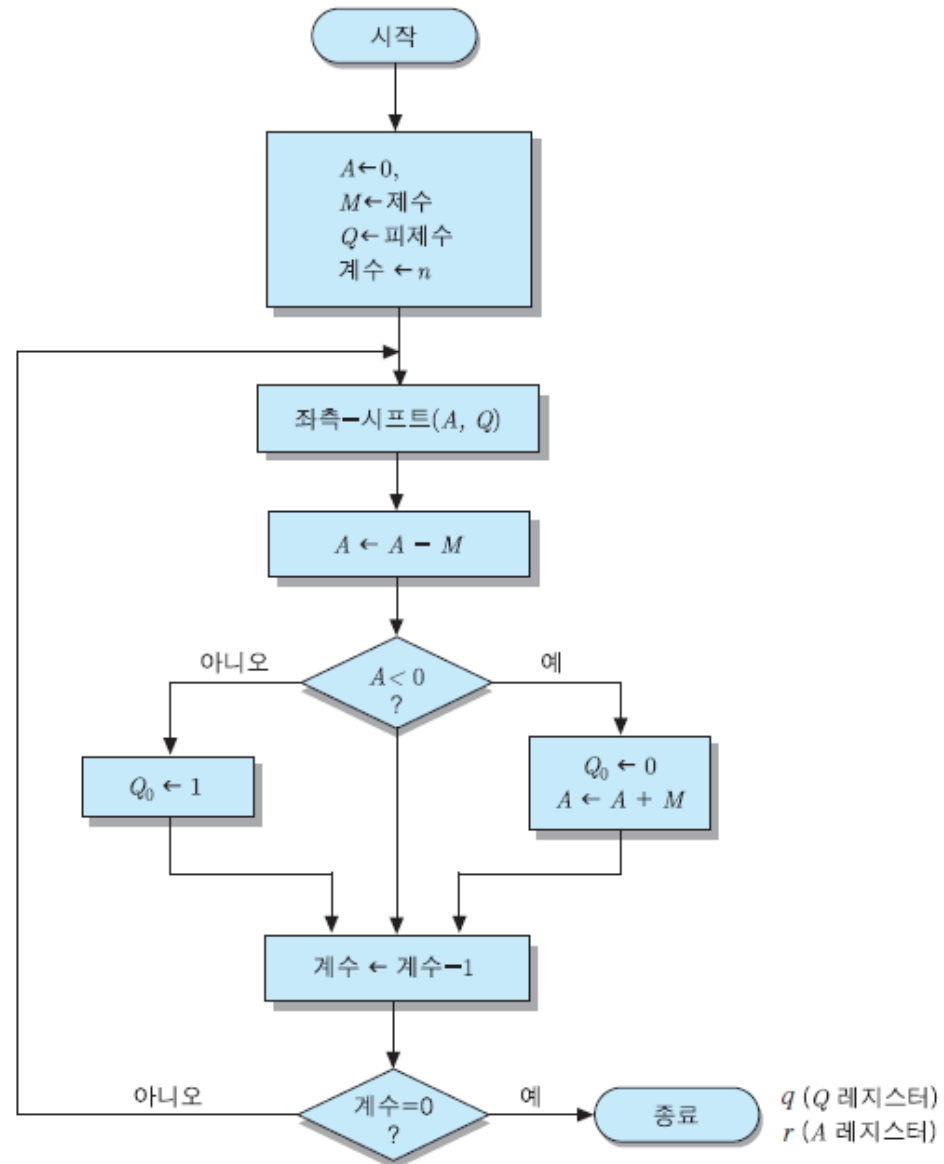 시작
A←0,
M←제수
Q←피제수
계수 ←n
좌측-시프트(A, Q)
A ← A - M
아니오
A< 0
?
예
Q₀ ← 1
Q₀ ← 0
A ← A + M
계수 ← 계수-1
아니오
계수=0
?
예
종료
q (Q 레지스터)
r (A 레지스터)